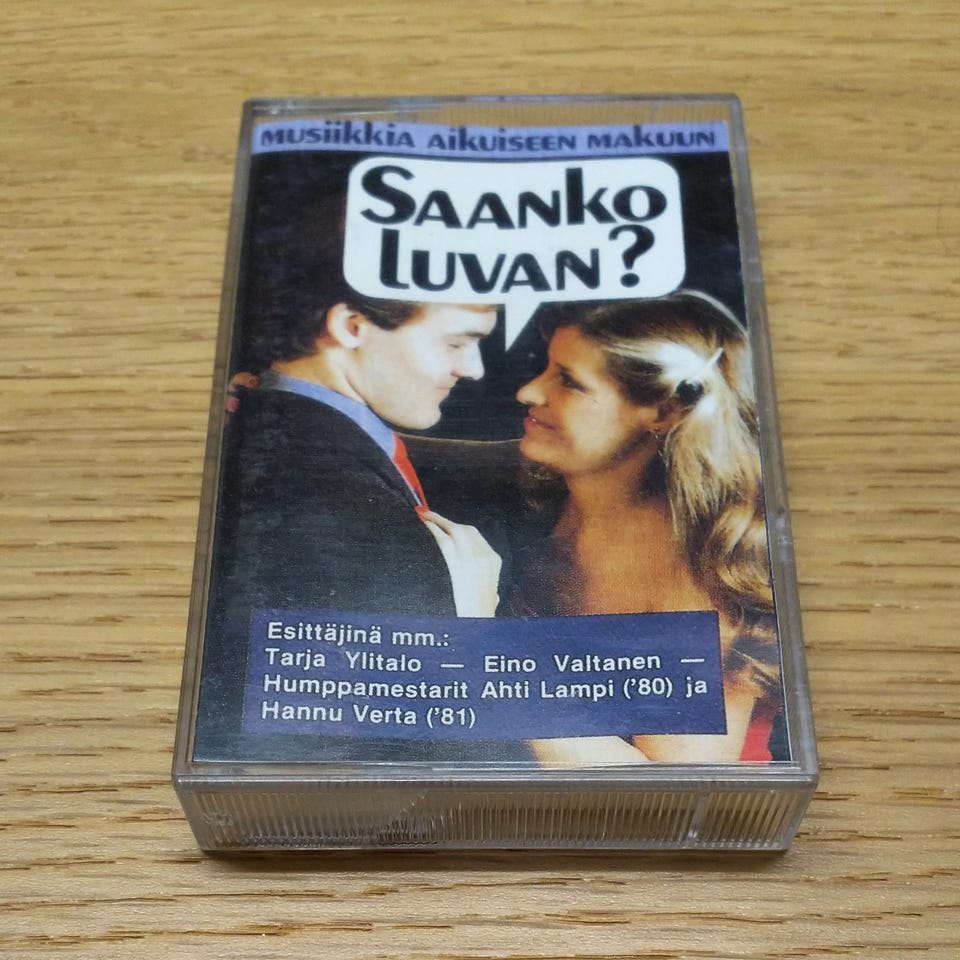 MUSiikkia aikuiseen makuun
Saanko
luvan?
Esittäjinä mm.:
Tarja Ylitalo — Eino Valtanen —
Humppamestarit Ahti Lampi ('80) ja
Hannu Verta ('81)